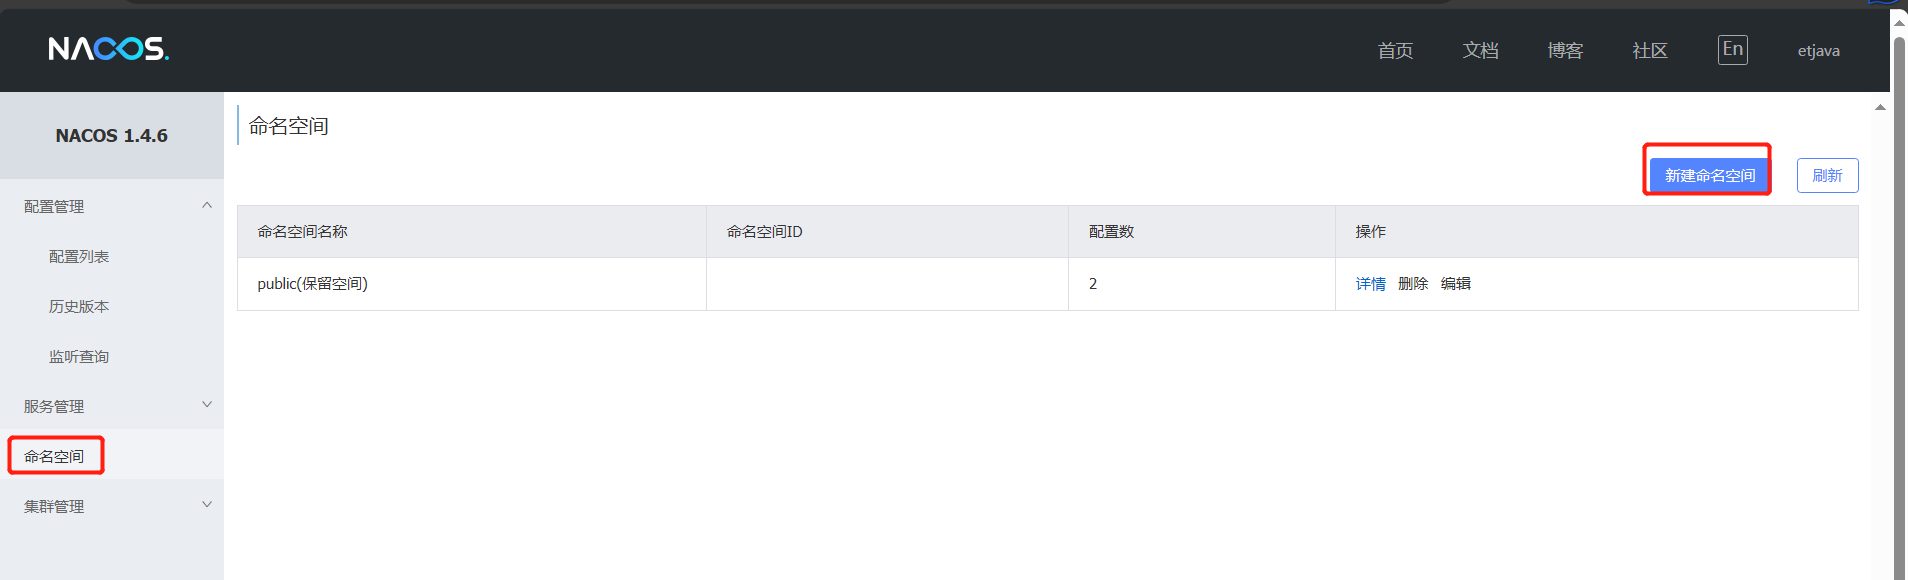 NACOS.
首页 文档 博客 社区 En etjava
NACOS 1.4.6
配置管理
配置列表
历史版本
监听查询
服务管理
命名空间
集群管理
命名空间
新建命名空间 刷新
命名空间名称 命名空间ID 配置数 操作
public(保留空间) 2 详情 删除 编辑